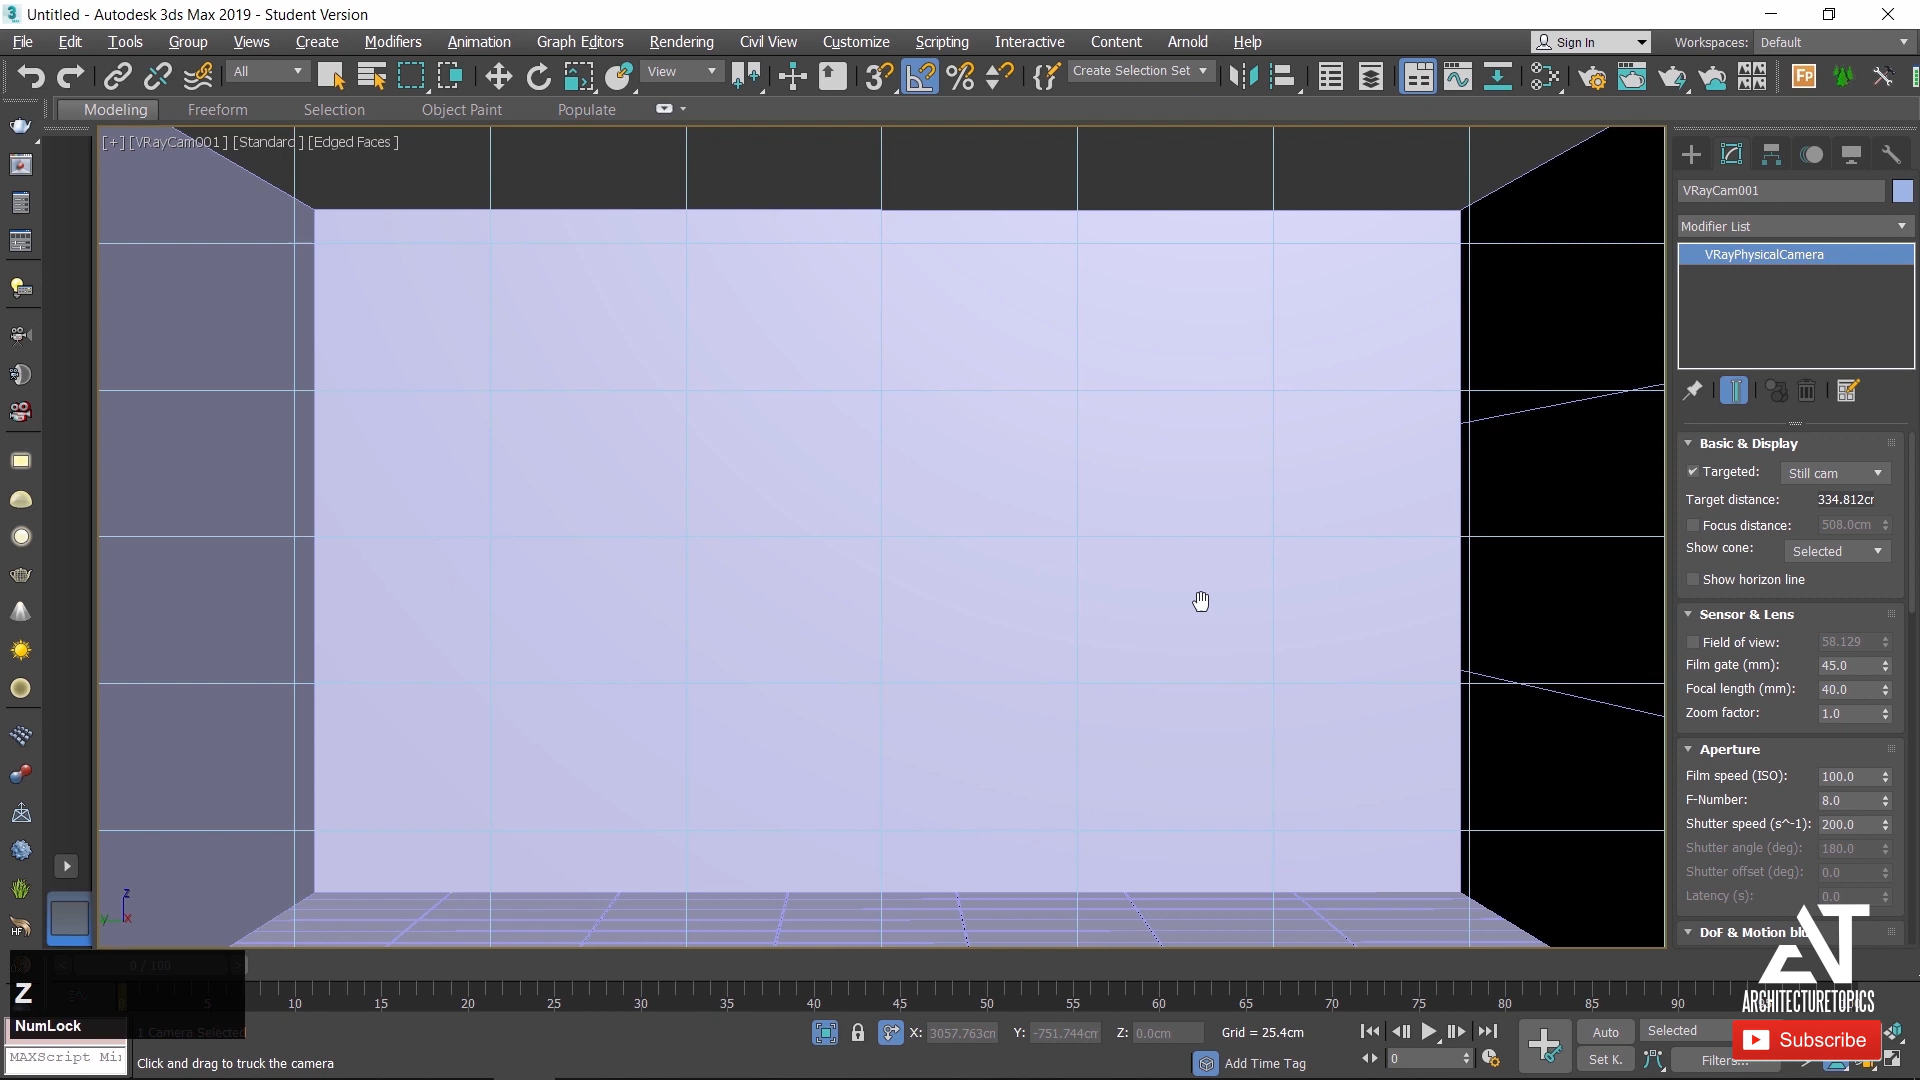 Untitled - Autodesk 3ds Max 2019 - Student Version
File Edit Tools Group Views Create Modifiers Animation Graph Editors Rendering Civil View Customize Scripting Interactive Content Arnold Help Sign In Workspaces: Default
All View Create Selection Set Fp
Modeling Freeform Selection Object Paint Populate
[+] [VRayCam001 ] [Standard ] [Edged Faces ]
VRayCam001
Modifier List
VRayPhysicalCamera
Basic & Display
Targeted: Still cam
Target distance: 334.812cr
Focus distance: 508.0cm
Show cone: Selected
Show horizon line
Sensor & Lens
Field of view: 58.129
Film gate (mm): 45.0
Focal length (mm): 40.0
Zoom factor: 1.0
Aperture
Film speed (ISO): 100.0
F-Number: 8.0
Shutter speed (s^-1): 200.0
Shutter angle (deg): 180.0
Shutter offset (deg): 0.0
Latency (s): 0.0
DoF & Motion blu
HF
z
y x
0 / 100
5 10 15 20 25 30 35 40 45 50 55 60 65 70 75 80 85 90
Z
NumLock
1 Camera Selected
MAXScript Mi
Click and drag to truck the camera
X: 3057.763cm Y: -751.744cm Z: 0.0cm Grid = 25.4cm
Add Time Tag
0
Auto Selected
Set K. Filters...
AT
ARCHITECTURETOPICS
Subscribe